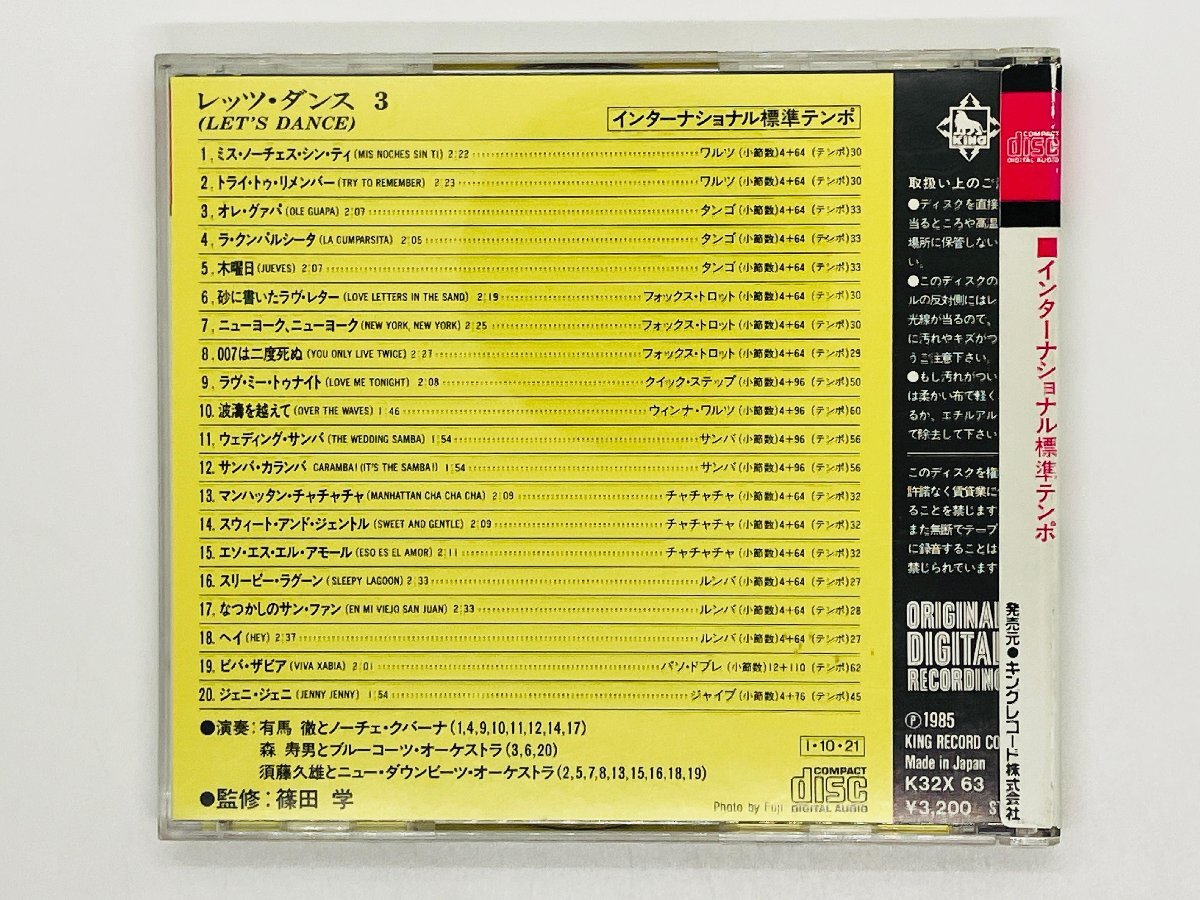 レッツ・ダンス 3
(LET'S DANCE)
インターナショナル標準テンポ
1. ミス・ノーチェス・シン・ティ (MIS NOCHES SIN TI) 2:22 ワルツ (小節数)4+64 (テンポ)30
2. トライ・トゥ・リメンバー (TRY TO REMEMBER) 2:23 ワルツ (小節数)4+64 (テンポ)30
3. オレ・グァパ (OLE GUAPA) 2:07 タンゴ (小節数)4+64 (テンポ)33
4. ラ・クンパルシータ (LA CUMPARSITA) 2:05 タンゴ (小節数)4+64 (テンポ)33
5. 木曜日 (JUEVES) 2:07 タンゴ (小節数)4+64 (テンポ)33
6. 砂に書いたラヴ・レター (LOVE LETTERS IN THE SAND) 2:19 フォックス・トロット (小節数)4+64 (テンポ)30
7. ニューヨーク、ニューヨーク (NEW YORK, NEW YORK) 2:25 フォックス・トロット (小節数)4+64 (テンポ)30
8. 007は二度死ぬ (YOU ONLY LIVE TWICE) 2:27 フォックス・トロット (小節数)4+64 (テンポ)29
9. ラヴ・ミー・トゥナイト (LOVE ME TONIGHT) 2:08 クイック・ステップ (小節数)4+96 (テンポ)50
10. 波濤を越えて (OVER THE WAVES) 1:46 ウィンナ・ワルツ (小節数)4+96 (テンポ)60
11. ウェディング・サンバ (THE WEDDING SAMBA) 1:54 サンバ (小節数)4+96 (テンポ)56
12. サンバ・カランバ CARAMBA! (IT'S THE SAMBA!) 1:54 サンバ (小節数)4+96 (テンポ)56
13. マンハッタン・チャチャチャ (MANHATTAN CHA CHA CHA) 2:09 チャチャチャ (小節数)4+64 (テンポ)32
14. スウィート・アンド・ジェントル (SWEET AND GENTLE) 2:09 チャチャチャ (小節数)4+64 (テンポ)32
15. エソ・エス・エル・アモール (ESO ES EL AMOR) 2:11 チャチャチャ (小節数)4+64 (テンポ)32
16. スリーピー・ラグーン (SLEEPY LAGOON) 2:33 ルンバ (小節数)4+64 (テンポ)27
17. なつかしのサン・ファン (EN MI VIEJO SAN JUAN) 2:33 ルンバ (小節数)4+64 (テンポ)28
18. ヘイ (HEY) 2:37 ルンバ (小節数)4+64 (テンポ)27
19. ビバ・ザビア (VIVA XABIA) 2:01 パソ・ドブレ (小節数)12+110 (テンポ)62
20. ジェニ・ジェニ (JENNY JENNY) 1:54 ジャイブ (小節数)4+76 (テンポ)45
●演奏：有馬 徹とノーチェ・クバーナ (1,4,9,10,11,12,14,17)
森 寿男とブルーコーツ・オーケストラ (3,6,20)
須藤久雄とニュー・ダウンビーツ・オーケストラ (2,5,7,8,13,15,16,18,19)
●監修：篠田 学
I・10・21
COMPACT
disc
DIGITAL AUDIO
Photo by Fuji
KING
取扱い上のご
●ディスクを直接
当るところや高温
場所に保管しない
い。
●このディスクの
ルの反対側にはレ
光線が当るので、
に汚れやキズがつ
うご注意下さい。
●もし汚れがつい
は柔かい布で軽く
るか、エチルアル
て除去して下さい
このディスクを権
許諾なく賃貸業に
ることを禁じます
また無断でテープ
に録音することは
禁じられています
ORIGINAL
DIGITAL
RECORDING
Ⓟ1985
KING RECORD CO
Made in Japan
K32X 63
¥3,200
COMPACT
disc
DIGITAL AUDIO
インターナショナル標準テンポ
発売元●キングレコード株式会社